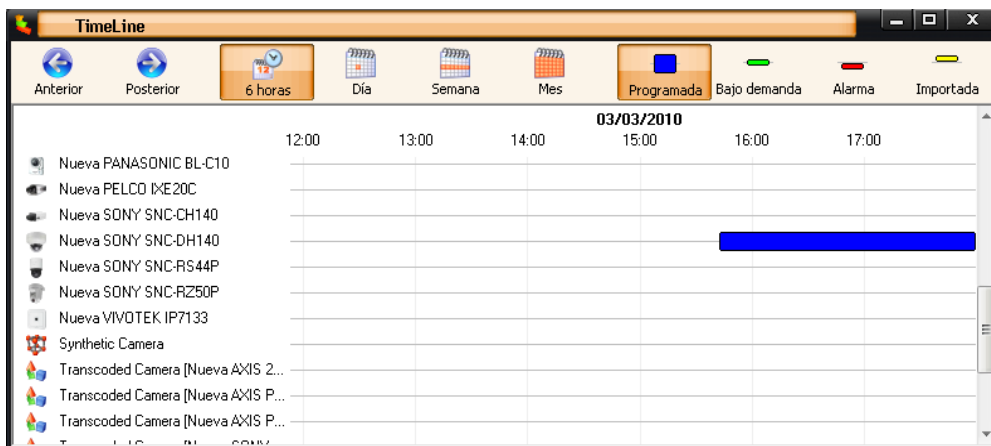 TimeLine
Anterior Posterior 6 horas Día Semana Mes Programada Bajo demanda Alarma Importada
03/03/2010
12:00 13:00 14:00 15:00 16:00 17:00
Nueva PANASONIC BL-C10
Nueva PELCO IXE20C
Nueva SONY SNC-CH140
Nueva SONY SNC-DH140
Nueva SONY SNC-RS44P
Nueva SONY SNC-RZ50P
Nueva VIVOTEK IP7133
Synthetic Camera
Transcoded Camera [Nueva AXIS 2...
Transcoded Camera [Nueva AXIS P...
Transcoded Camera [Nueva AXIS P...